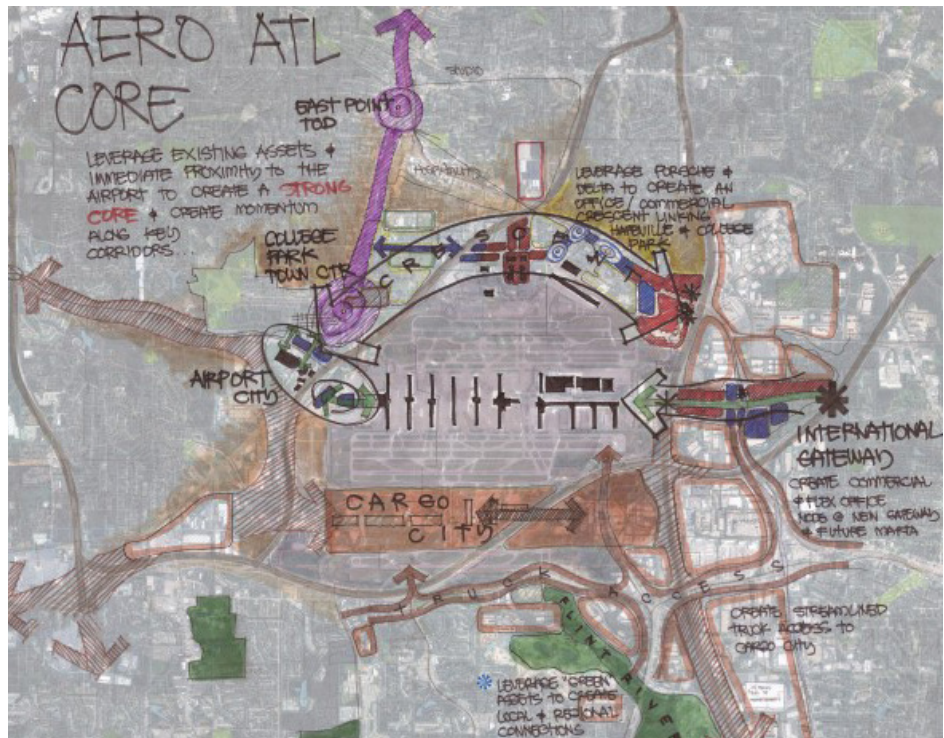 AERO ATL
CORE
STUDIO
EAST POINT
TOD
LEVERAGE EXISTING ASSETS &
IMMEDIATE PROXIMITY TO THE
AIRPORT TO CREATE A STRONG
CORE & CREATE MOMENTUM
ALONG KEY
CORRIDORS...
LEVERAGE PORSCHE &
DELTA TO CREATE AN
OFFICE/COMMERCIAL
CRESCENT LINKING
HAPEVILLE & COLLEGE
PARK
COLLEGE
PARK
TOWN CTR
CRESCENT
AIRPORT
CITY
INTERNATIONAL
GATEWAY
CREATE COMMERCIAL
& FLEX OFFICE
NODE @ NEW GATEWAY
& FUTURE MARTA
CARGO
CITY
TRUCK ACCESS
CREATE STREAMLINED
TRUCK ACCESS TO
CARGO CITY
FLINT RIVER
LEVERAGE "GREEN"
ASSETS TO CREATE
LOCAL & REGIONAL
CONNECTIONS